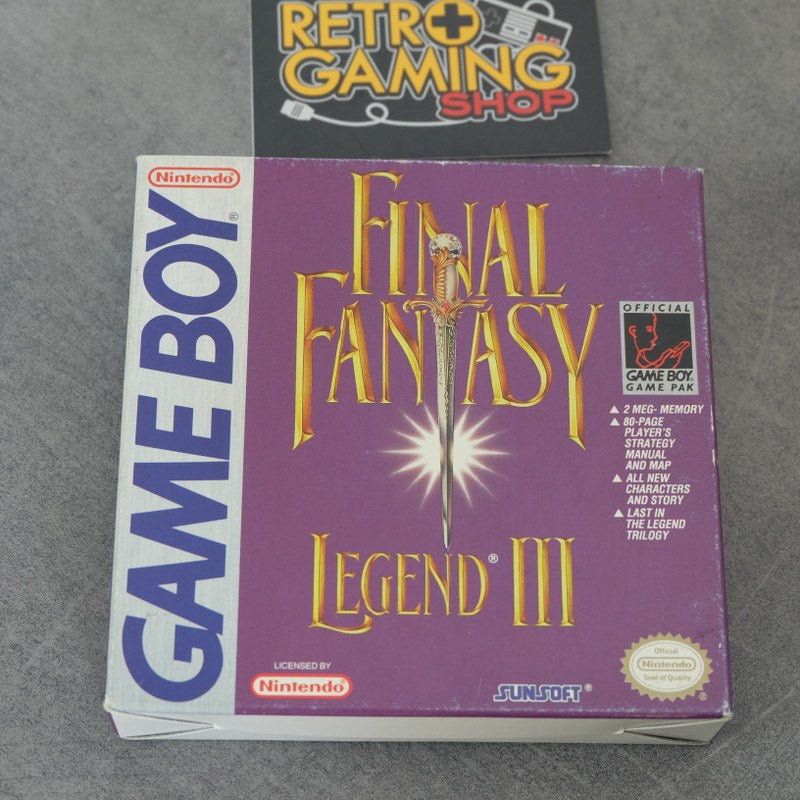 RETRO
GAMING
SHOP
Nintendo®
GAME BOY®
FINAL
FANTASY
LEGEND® III
OFFICIAL
GAME BOY®
GAME PAK
▲ 2 MEG- MEMORY
▲ 80-PAGE
PLAYER'S
STRATEGY
MANUAL
AND MAP
▲ ALL NEW
CHARACTERS
AND STORY
▲ LAST IN
THE LEGEND
TRILOGY
LICENSED BY
Nintendo®
SUNSOFT®
Official
Nintendo®
Seal of Quality
®